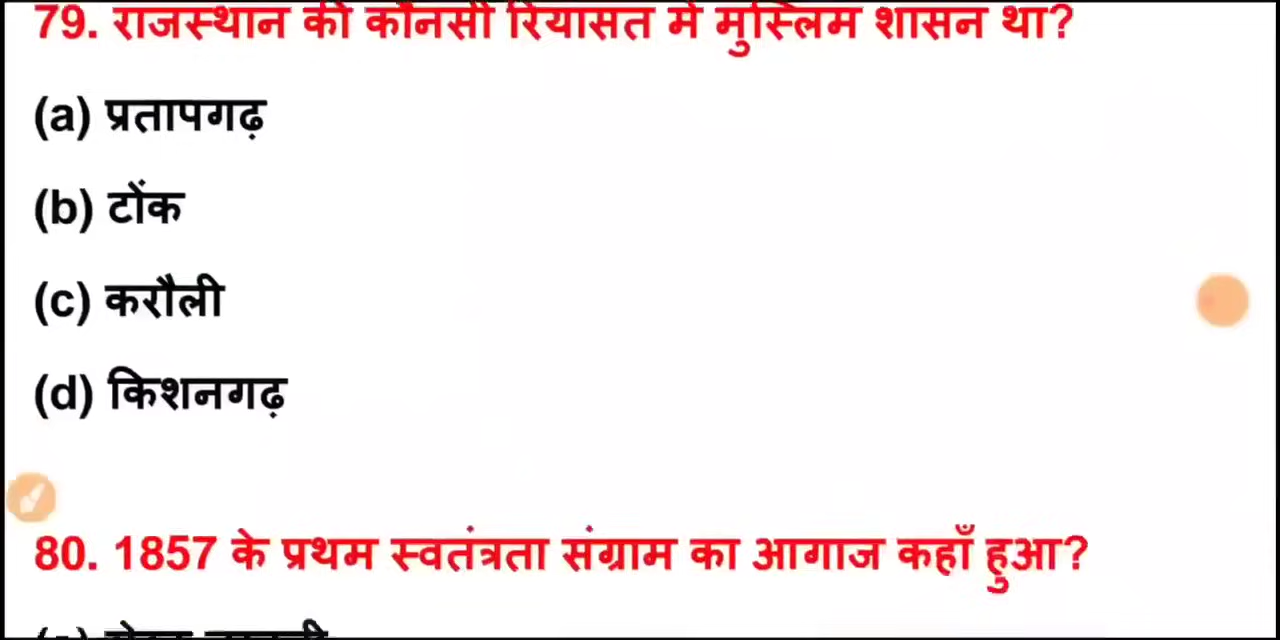 79. राजस्थान की कौनसी रियासत में मुस्लिम शासन था?
(a) प्रतापगढ़
(b) टोंक
(c) करौली
(d) किशनगढ़
80. 1857 के प्रथम स्वतंत्रता संग्राम का आगाज कहाँ हुआ?